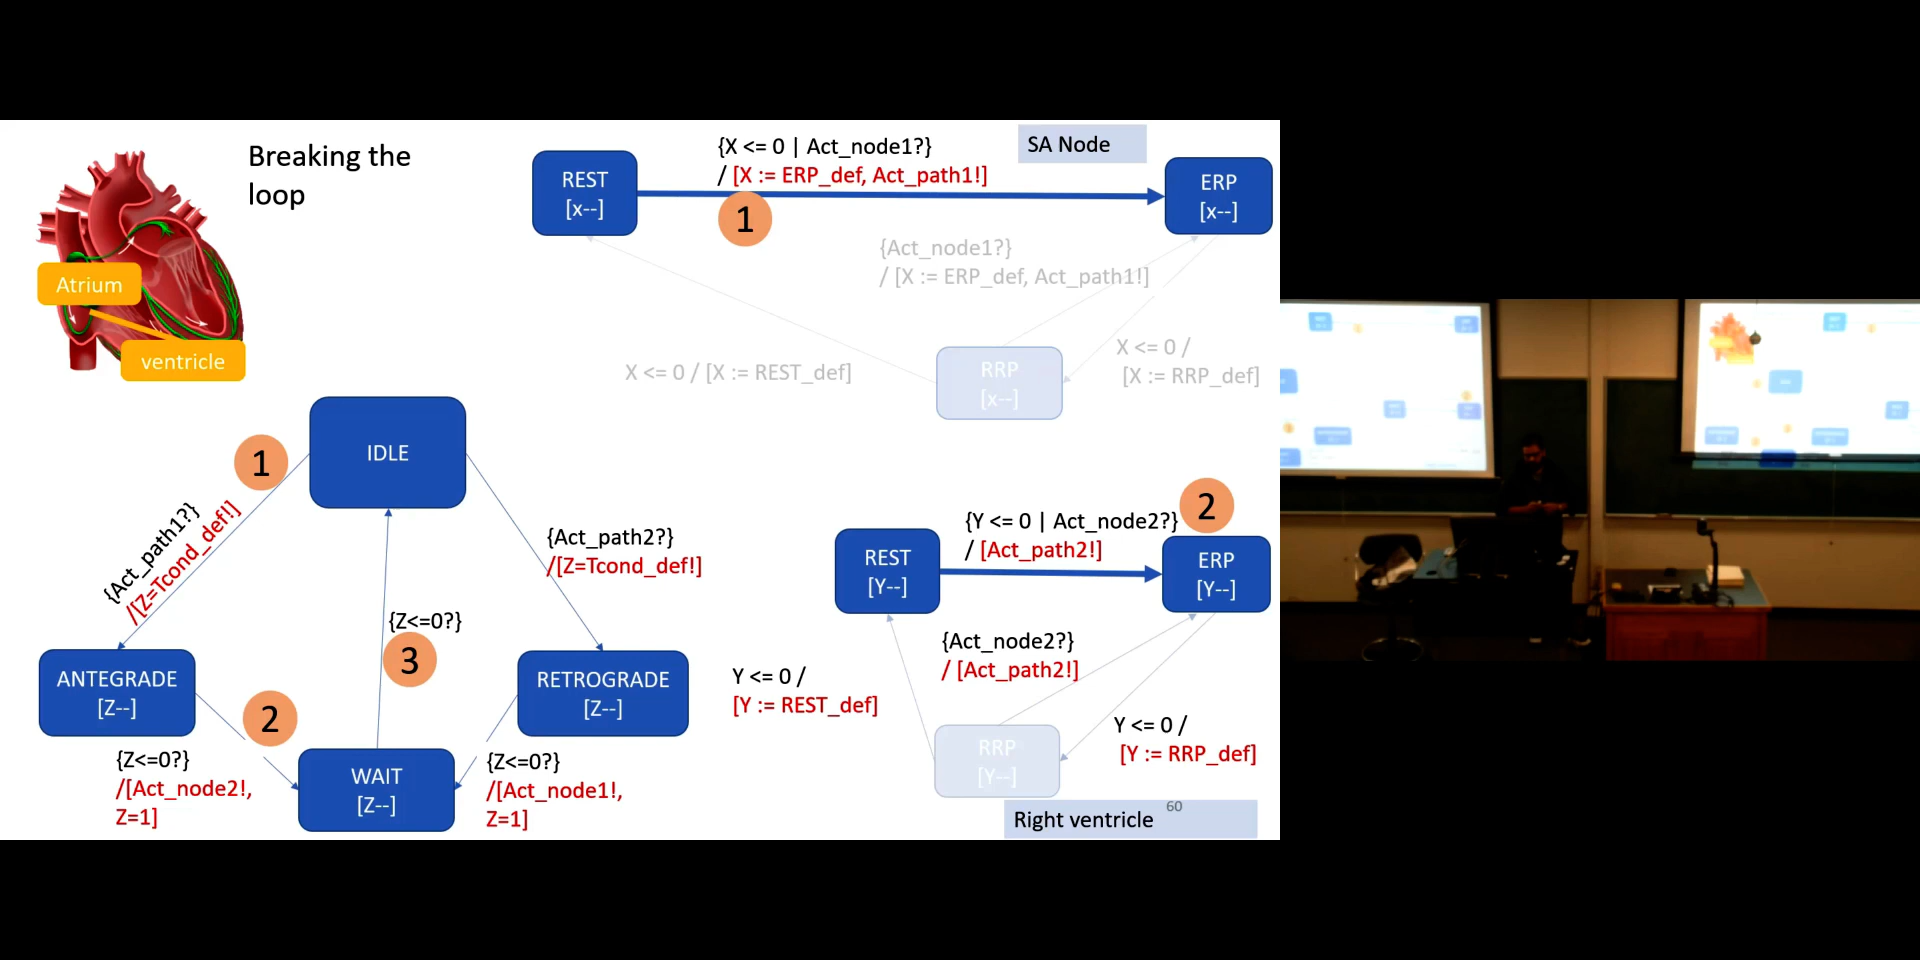 Breaking the
loop
Atrium
ventricle
SA Node
{X <= 0 | Act_node1?}
/ [X := ERP_def, Act_path1!]
REST
[x--]
1
ERP
[x--]
{Act_node1?}
/ [X := ERP_def, Act_path1!]
X <= 0 / [X := REST_def]
RRP
[x--]
X <= 0 /
[X := RRP_def]
IDLE
1
{Act_path1?}
/[Z=Tcond_def!]
{Act_path2?}
/[Z=Tcond_def!]
{Z<=0?}
3
ANTEGRADE
[Z--]
RETROGRADE
[Z--]
2
{Z<=0?}
/[Act_node2!,
Z=1]
WAIT
[Z--]
{Z<=0?}
/[Act_node1!,
Z=1]
2
{Y <= 0 | Act_node2?}
/ [Act_path2!]
REST
[Y--]
ERP
[Y--]
{Act_node2?}
/ [Act_path2!]
Y <= 0 /
[Y := REST_def]
RRP
[Y--]
Y <= 0 /
[Y := RRP_def]
60
Right ventricle